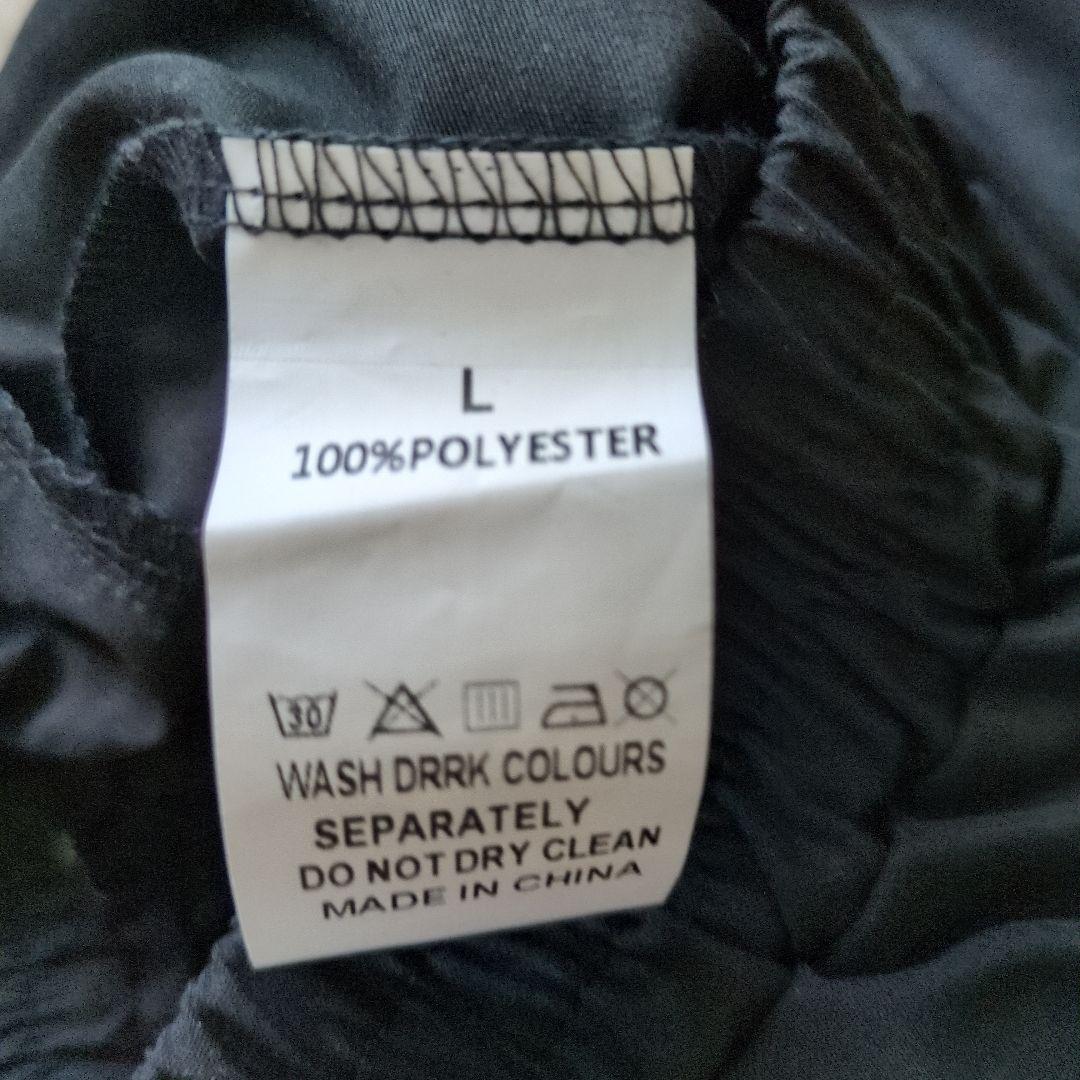 L
100%POLYESTER
30
WASH DRRK COLOURS
SEPARATELY
DO NOT DRY CLEAN
MADE IN CHINA